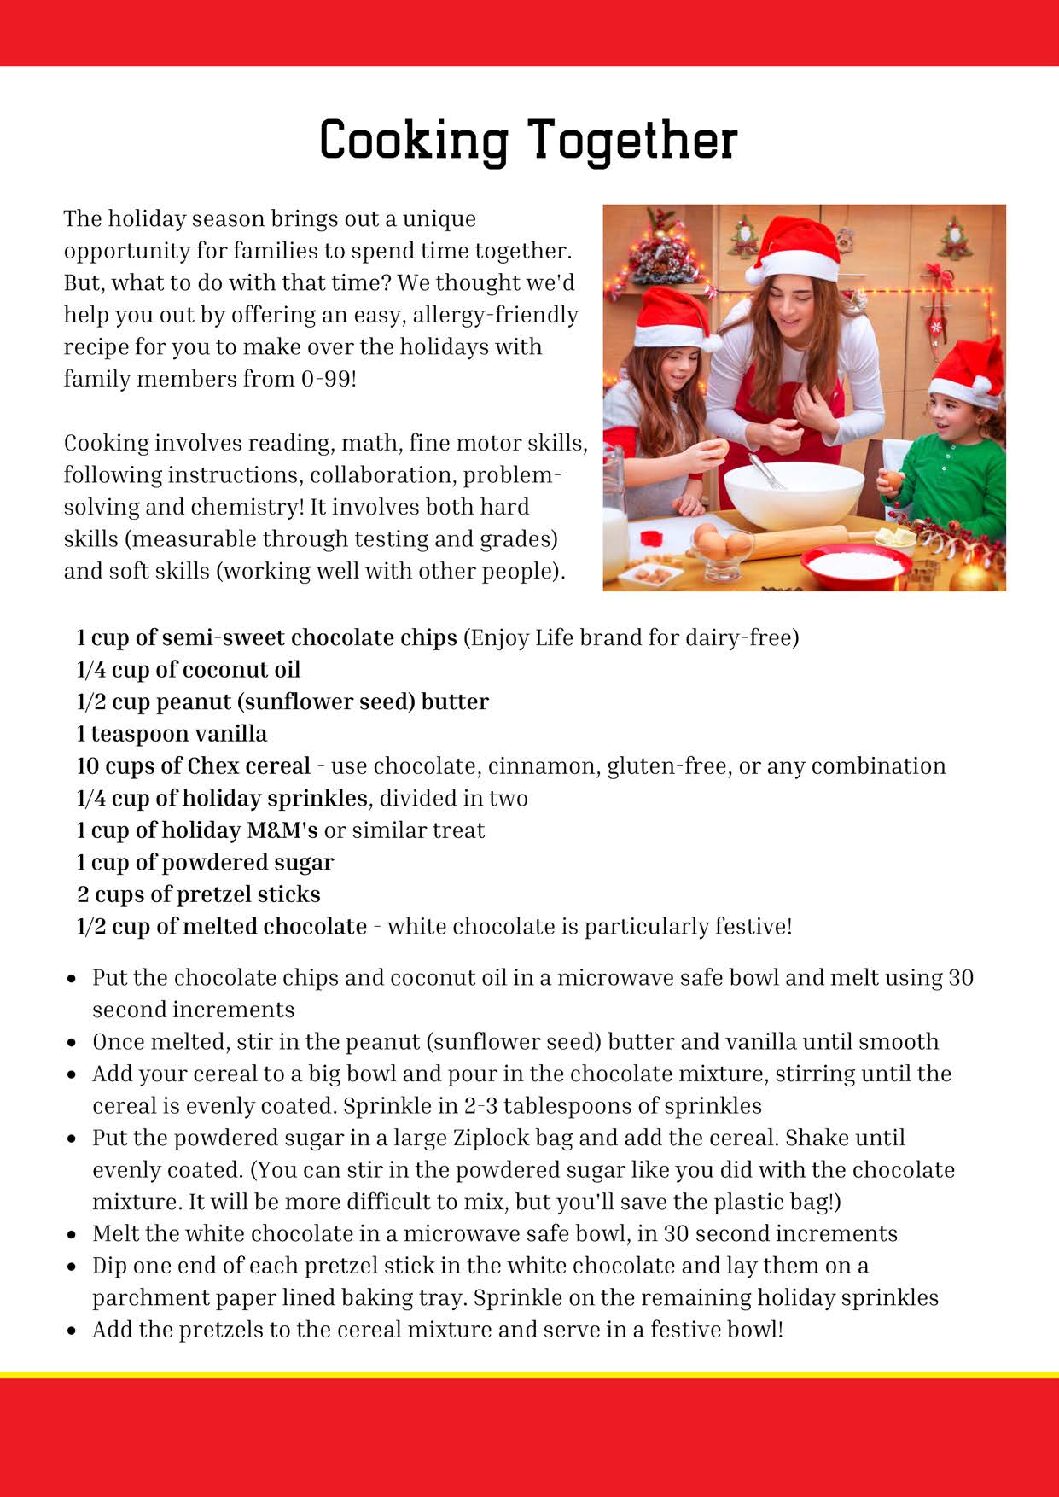 Cooking Together
The holiday season brings out a unique
opportunity for families to spend time together.
But, what to do with that time? We thought we'd
help you out by offering an easy, allergy-friendly
recipe for you to make over the holidays with
family members from 0-99!
Cooking involves reading, math, fine motor skills,
following instructions, collaboration, problem-
solving and chemistry! It involves both hard
skills (measurable through testing and grades)
and soft skills (working well with other people).
1 cup of semi-sweet chocolate chips (Enjoy Life brand for dairy-free)
1/4 cup of coconut oil
1/2 cup peanut (sunflower seed) butter
1 teaspoon vanilla
10 cups of Chex cereal - use chocolate, cinnamon, gluten-free, or any combination
1/4 cup of holiday sprinkles, divided in two
1 cup of holiday M&M's or similar treat
1 cup of powdered sugar
2 cups of pretzel sticks
1/2 cup of melted chocolate - white chocolate is particularly festive!
• Put the chocolate chips and coconut oil in a microwave safe bowl and melt using 30
second increments
• Once melted, stir in the peanut (sunflower seed) butter and vanilla until smooth
• Add your cereal to a big bowl and pour in the chocolate mixture, stirring until the
cereal is evenly coated. Sprinkle in 2-3 tablespoons of sprinkles
• Put the powdered sugar in a large Ziplock bag and add the cereal. Shake until
evenly coated. (You can stir in the powdered sugar like you did with the chocolate
mixture. It will be more difficult to mix, but you'll save the plastic bag!)
• Melt the white chocolate in a microwave safe bowl, in 30 second increments
• Dip one end of each pretzel stick in the white chocolate and lay them on a
parchment paper lined baking tray. Sprinkle on the remaining holiday sprinkles
• Add the pretzels to the cereal mixture and serve in a festive bowl!